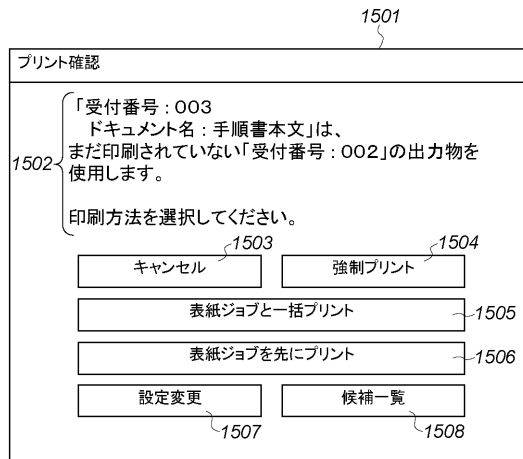 1501
プリント確認
1502
「受付番号：003
ドキュメント名：手順書本文」は、
まだ印刷されていない「受付番号：002」の出力物を
使用します。
印刷方法を選択してください。
1503
1504
キャンセル
強制プリント
表紙ジョブと一括プリント
1505
表紙ジョブを先にプリント
1506
設定変更
候補一覧
1507
1508